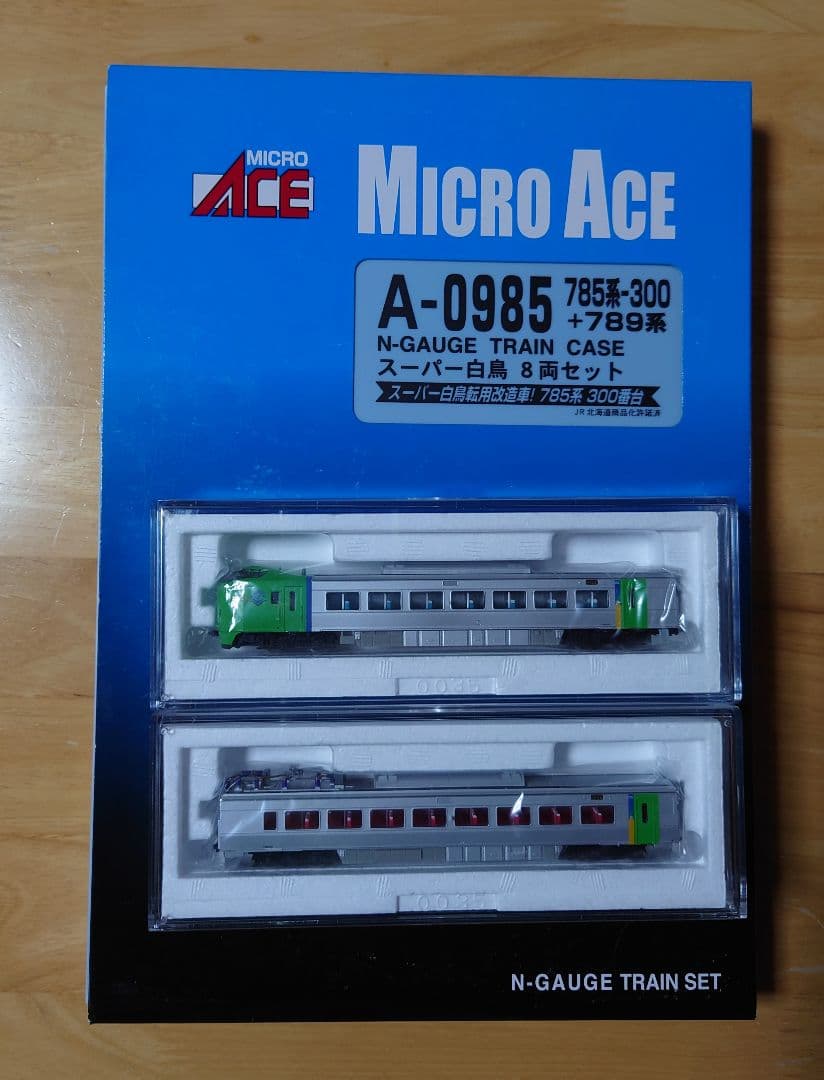 MICRO
ACE
MICRO ACE
A-0985 785系-300
+789系
N-GAUGE TRAIN CASE
スーパー白鳥 8両セット
スーパー白鳥転用改造車! 785系 300番台
JR北海道商品化許諾済
0035
0035
N-GAUGE TRAIN SET